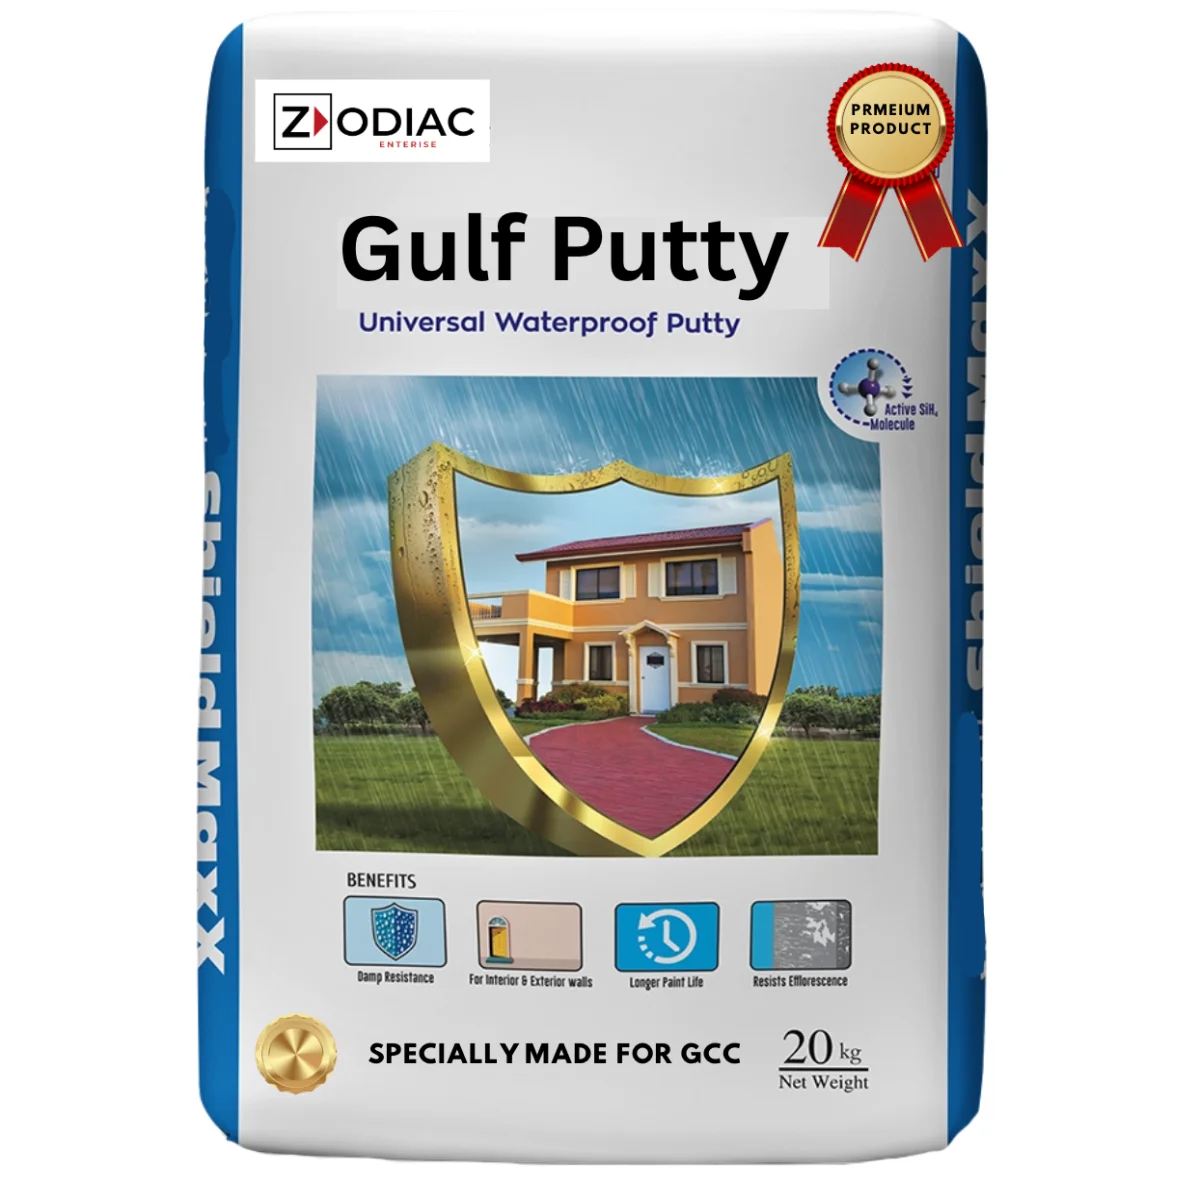 ZODIAC
ENTERISE
PRMEIUM
PRODUCT
Gulf Putty
Universal Waterproof Putty
Active SiH₄
Molecule
ShieldMaxX
ShieldMaxX
BENEFITS
Damp Resistance
For Interior & Exterior walls
Longer Paint Life
Resists Efflorescence
SPECIALLY MADE FOR GCC
20 kg
Net Weight